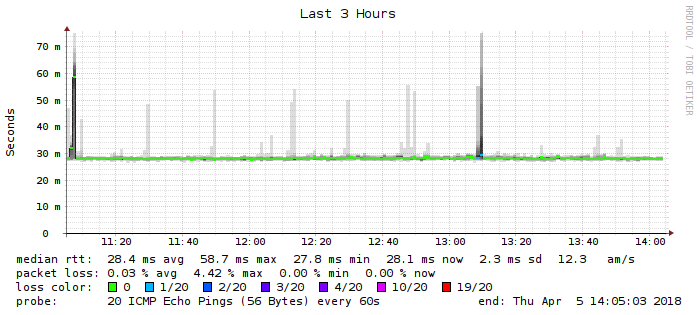 Last 3 Hours
RRDTOOL / TOBI OETIKER
Seconds
70 m
60 m
50 m
40 m
30 m
20 m
10 m
0
11:20 11:40 12:00 12:20 12:40 13:00 13:20 13:40 14:00
median rtt: 28.4 ms avg 58.7 ms max 27.8 ms min 28.1 ms now 2.3 ms sd 12.3 am/s
packet loss: 0.03 % avg 4.42 % max 0.00 % min 0.00 % now
loss color: 0 1/20 2/20 3/20 4/20 10/20 19/20
probe: 20 ICMP Echo Pings (56 Bytes) every 60s end: Thu Apr 5 14:05:03 2018